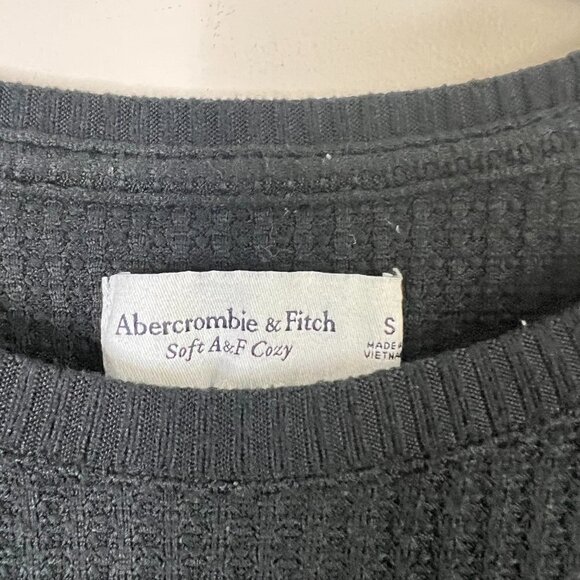 Abercrombie & Fitch
Soft A&F Cozy
S
MADE